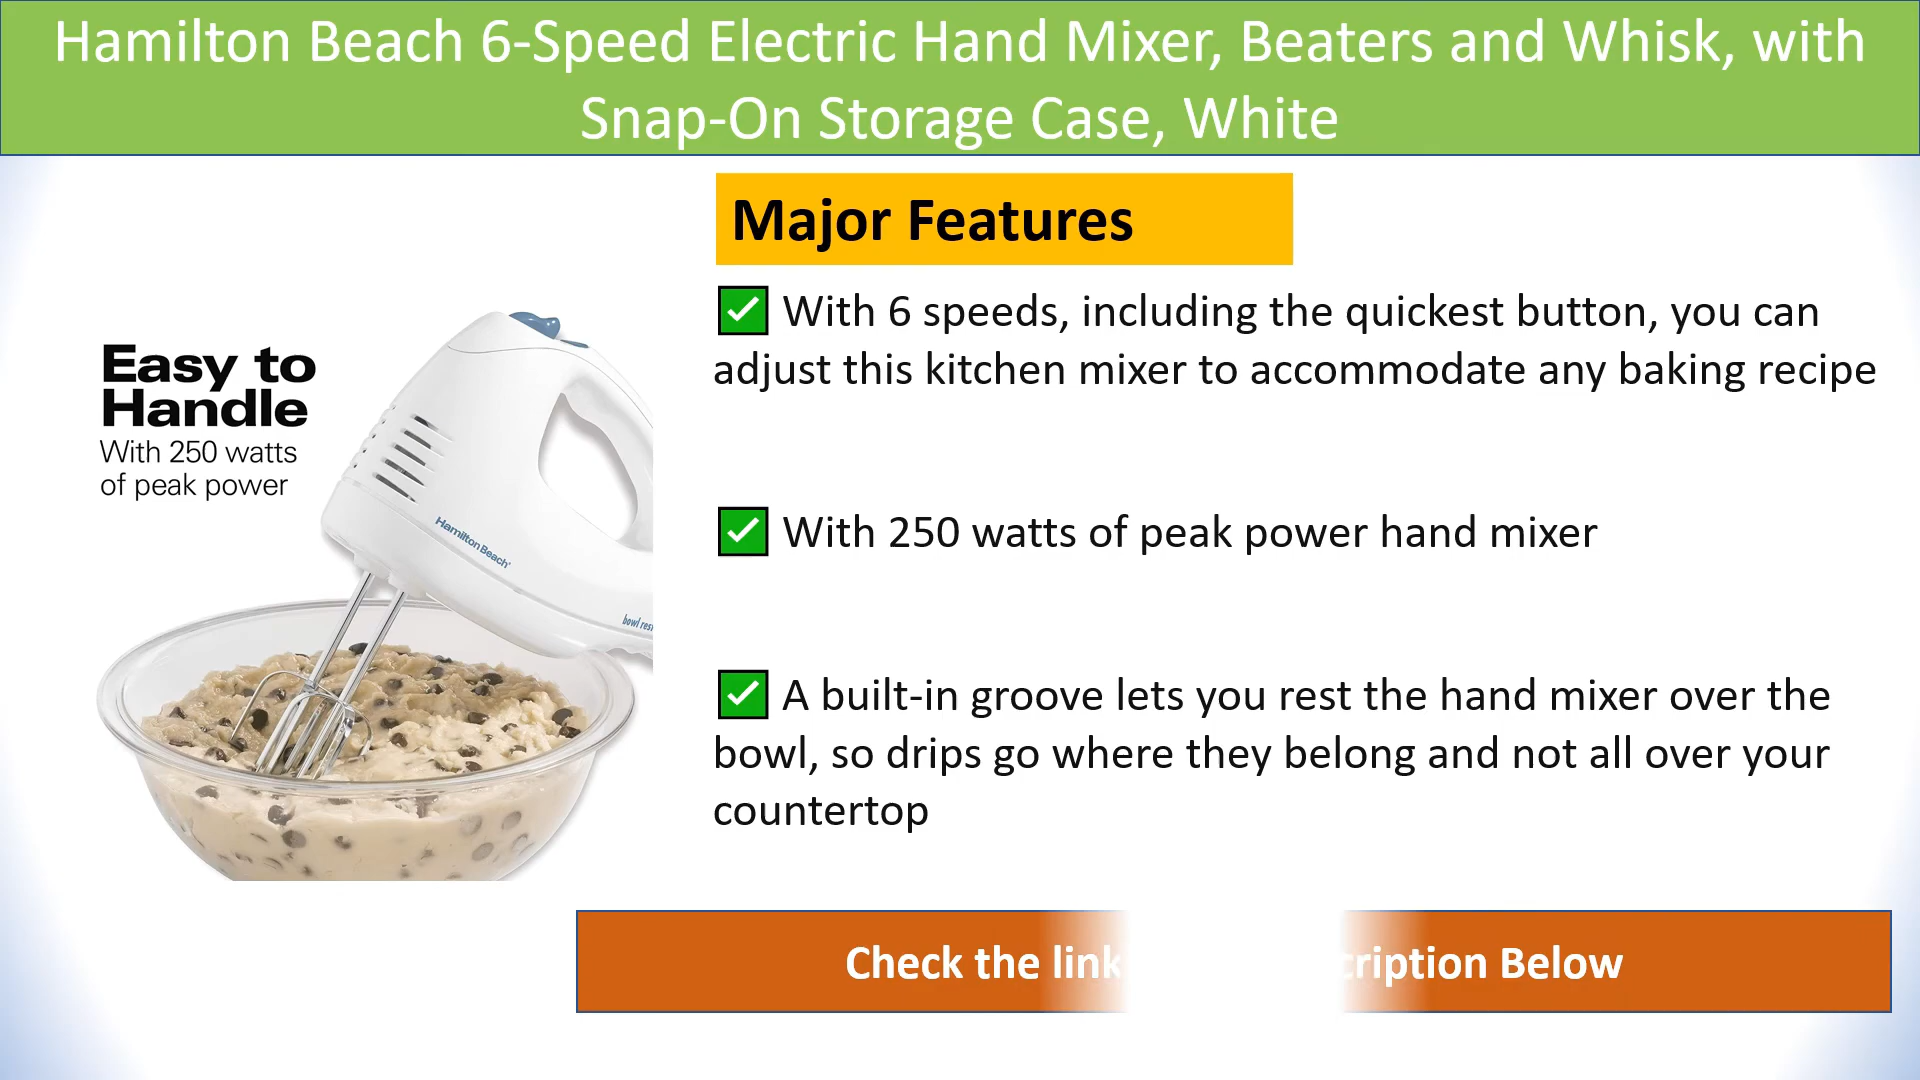 Hamilton Beach 6-Speed Electric Hand Mixer, Beaters and Whisk, with
Snap-On Storage Case, White
Major Features
✅ With 6 speeds, including the quickest button, you can
adjust this kitchen mixer to accommodate any baking recipe
✅ With 250 watts of peak power hand mixer
✅ A built-in groove lets you rest the hand mixer over the
bowl, so drips go where they belong and not all over your
countertop
Easy to
Handle
With 250 watts
of peak power
Hamilton Beach
bowl rest
Check the link cription Below